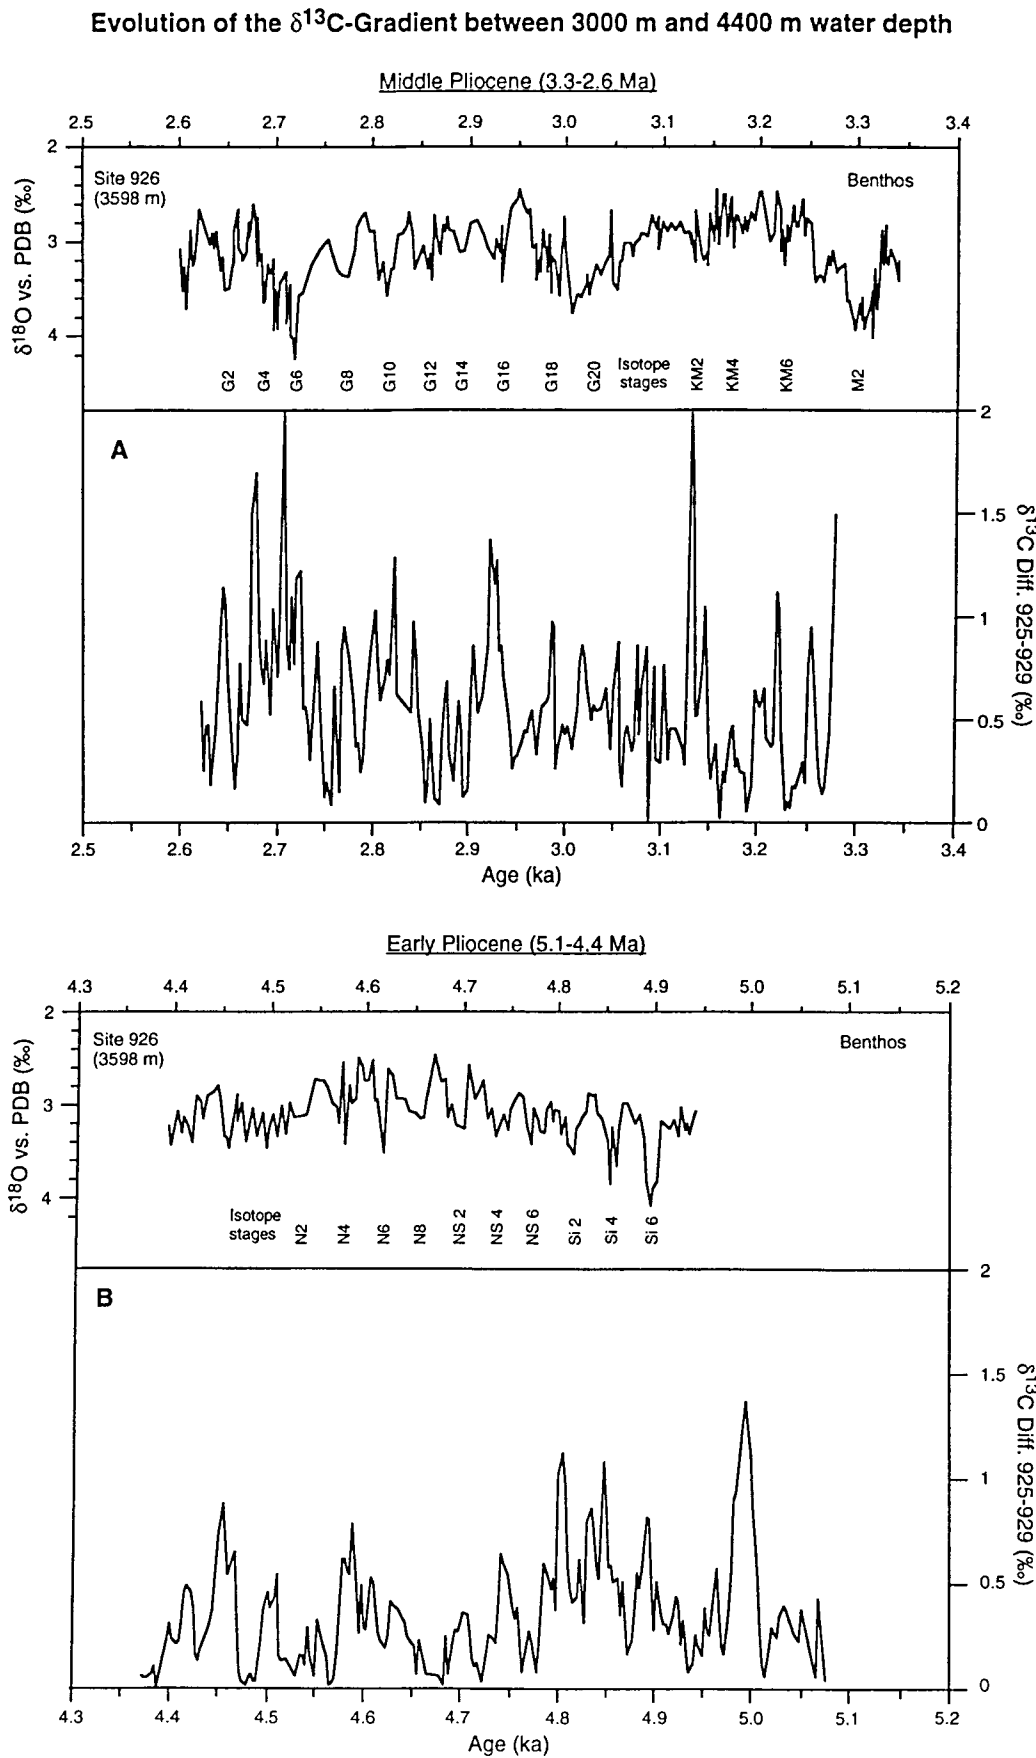 Evolution of the δ13C-Gradient between 3000 m and 4400 m water depth
Middle Pliocene (3.3-2.6 Ma)
2.5 2.6 2.7 2.8 2.9 3.0 3.1 3.2 3.3 3.4
2
3
4
δ18O vs. PDB (‰)
Site 926
(3598 m)
Benthos
G2 G4 G6 G8 G10 G12 G14 G16 G18 G20
Isotope
stages
KM2 KM4 KM6 M2
A
2
1.5
1
0.5
0
δ13C Diff. 925-929 (‰)
2.5 2.6 2.7 2.8 2.9 3.0 3.1 3.2 3.3 3.4
Age (ka)
Early Pliocene (5.1-4.4 Ma)
4.3 4.4 4.5 4.6 4.7 4.8 4.9 5.0 5.1 5.2
2
3
4
δ18O vs. PDB (‰)
Site 926
(3598 m)
Benthos
Isotope
stages
N2 N4 N6 N8 NS 2 NS 4 NS 6 Si 2 Si 4 Si 6
B
2
1.5
1
0.5
0
δ13C Diff. 925-929 (‰)
4.3 4.4 4.5 4.6 4.7 4.8 4.9 5.0 5.1 5.2
Age (ka)